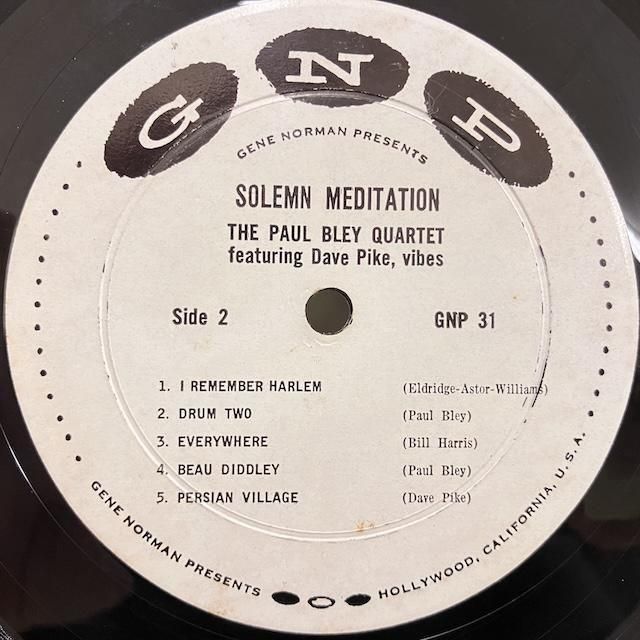 GNP
GENE NORMAN PRESENTS
SOLEMN MEDITATION
THE PAUL BLEY QUARTET
featuring Dave Pike, vibes
Side 2 GNP 31
1. I REMEMBER HARLEM (Eldridge-Astor-Williams)
2. DRUM TWO (Paul Bley)
3. EVERYWHERE (Bill Harris)
4. BEAU DIDDLEY (Paul Bley)
5. PERSIAN VILLAGE (Dave Pike)
GENE NORMAN PRESENTS HOLLYWOOD, CALIFORNIA, U.S.A.